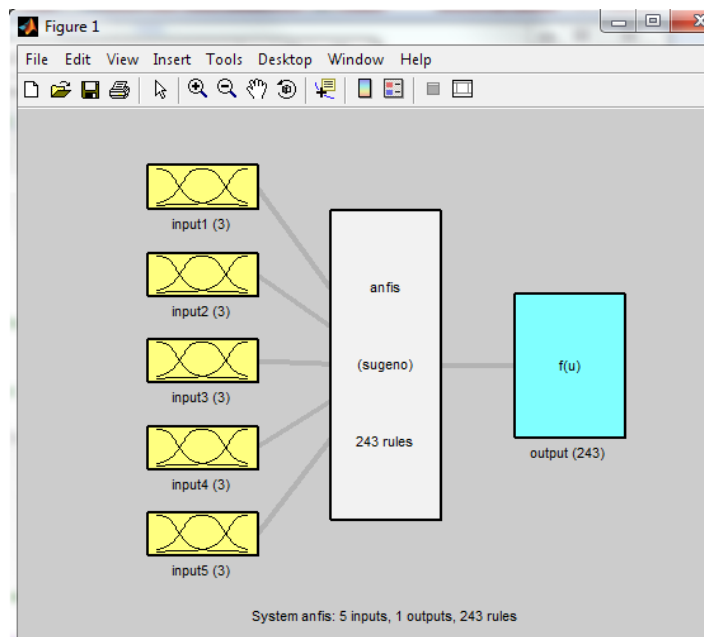 Figure 1
File Edit View Insert Tools Desktop Window Help
input1 (3)
input2 (3)
input3 (3)
input4 (3)
input5 (3)
anfis
(sugeno)
243 rules
f(u)
output (243)
System anfis: 5 inputs, 1 outputs, 243 rules